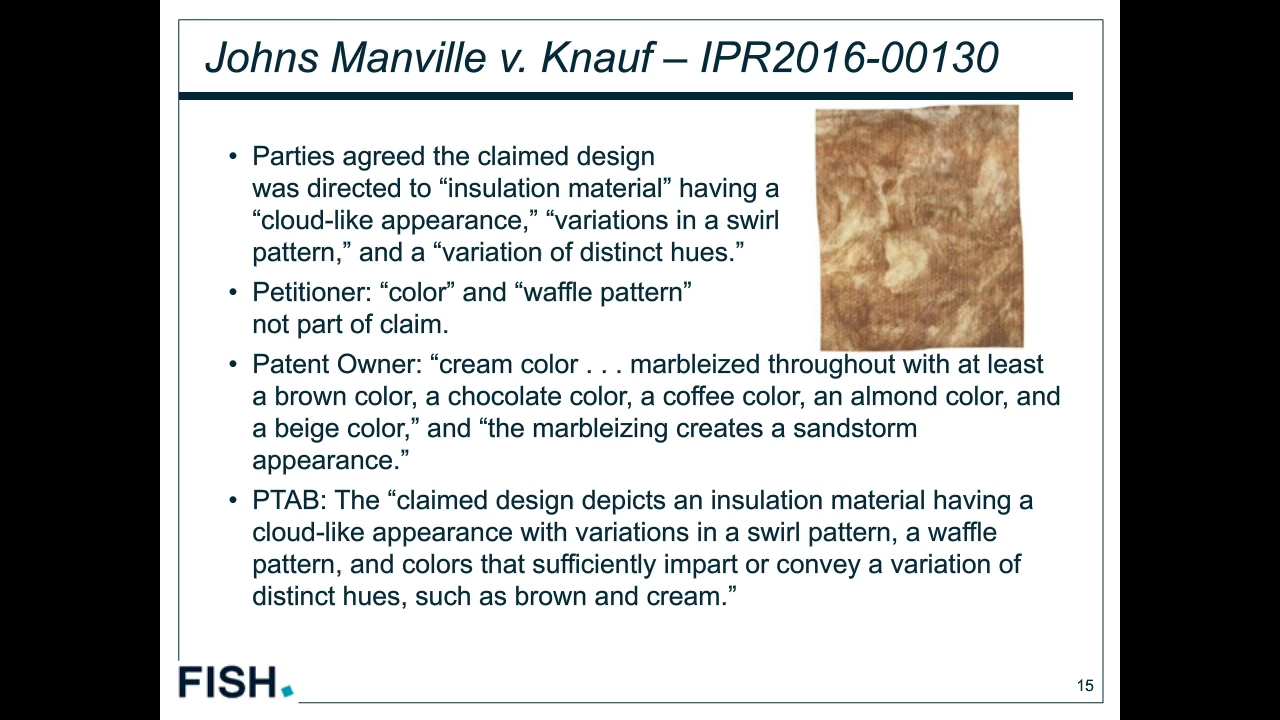 Johns Manville v. Knauf – IPR2016-00130
• Parties agreed the claimed design
was directed to “insulation material” having a
“cloud-like appearance,” “variations in a swirl
pattern,” and a “variation of distinct hues.”
• Petitioner: “color” and “waffle pattern”
not part of claim.
• Patent Owner: “cream color . . . marbleized throughout with at least
a brown color, a chocolate color, a coffee color, an almond color, and
a beige color,” and “the marbleizing creates a sandstorm
appearance.”
• PTAB: The “claimed design depicts an insulation material having a
cloud-like appearance with variations in a swirl pattern, a waffle
pattern, and colors that sufficiently impart or convey a variation of
distinct hues, such as brown and cream.”
FISH.
15